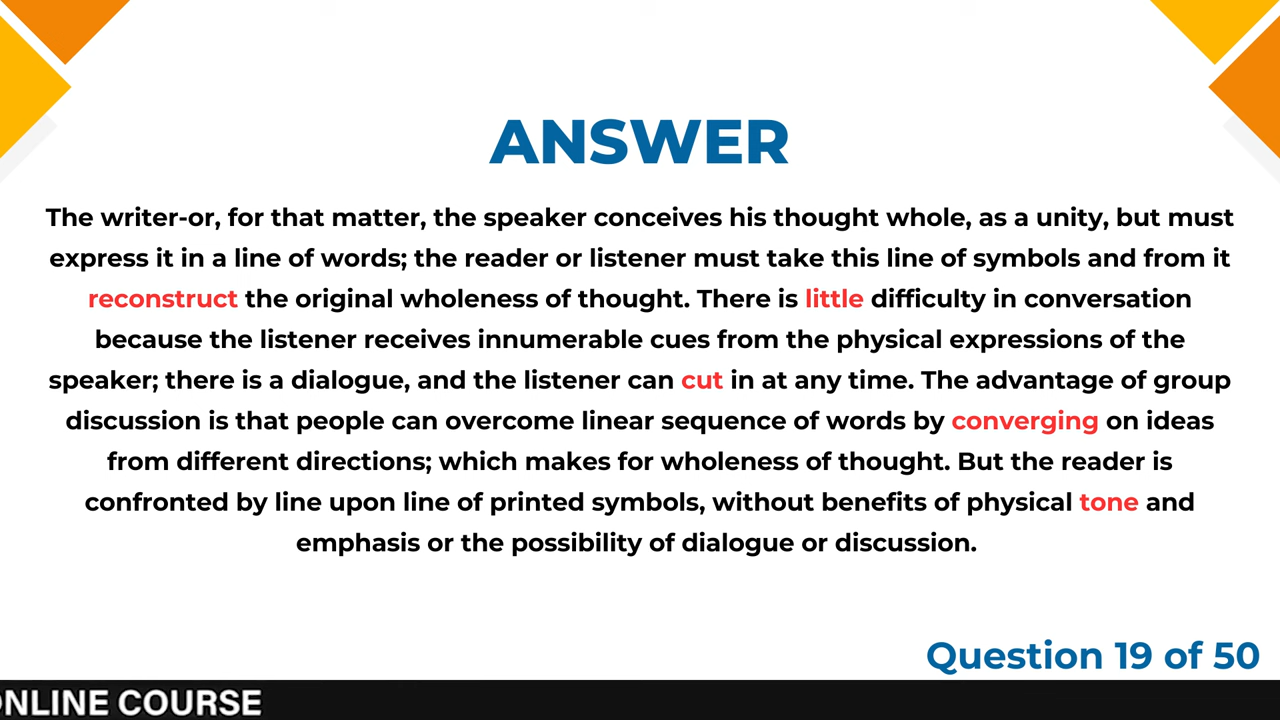 ANSWER
The writer-or, for that matter, the speaker conceives his thought whole, as a unity, but must
express it in a line of words; the reader or listener must take this line of symbols and from it
reconstruct the original wholeness of thought. There is little difficulty in conversation
because the listener receives innumerable cues from the physical expressions of the
speaker; there is a dialogue, and the listener can cut in at any time. The advantage of group
discussion is that people can overcome linear sequence of words by converging on ideas
from different directions; which makes for wholeness of thought. But the reader is
confronted by line upon line of printed symbols, without benefits of physical tone and
emphasis or the possibility of dialogue or discussion.
Question 19 of 50
NLINE COURSE